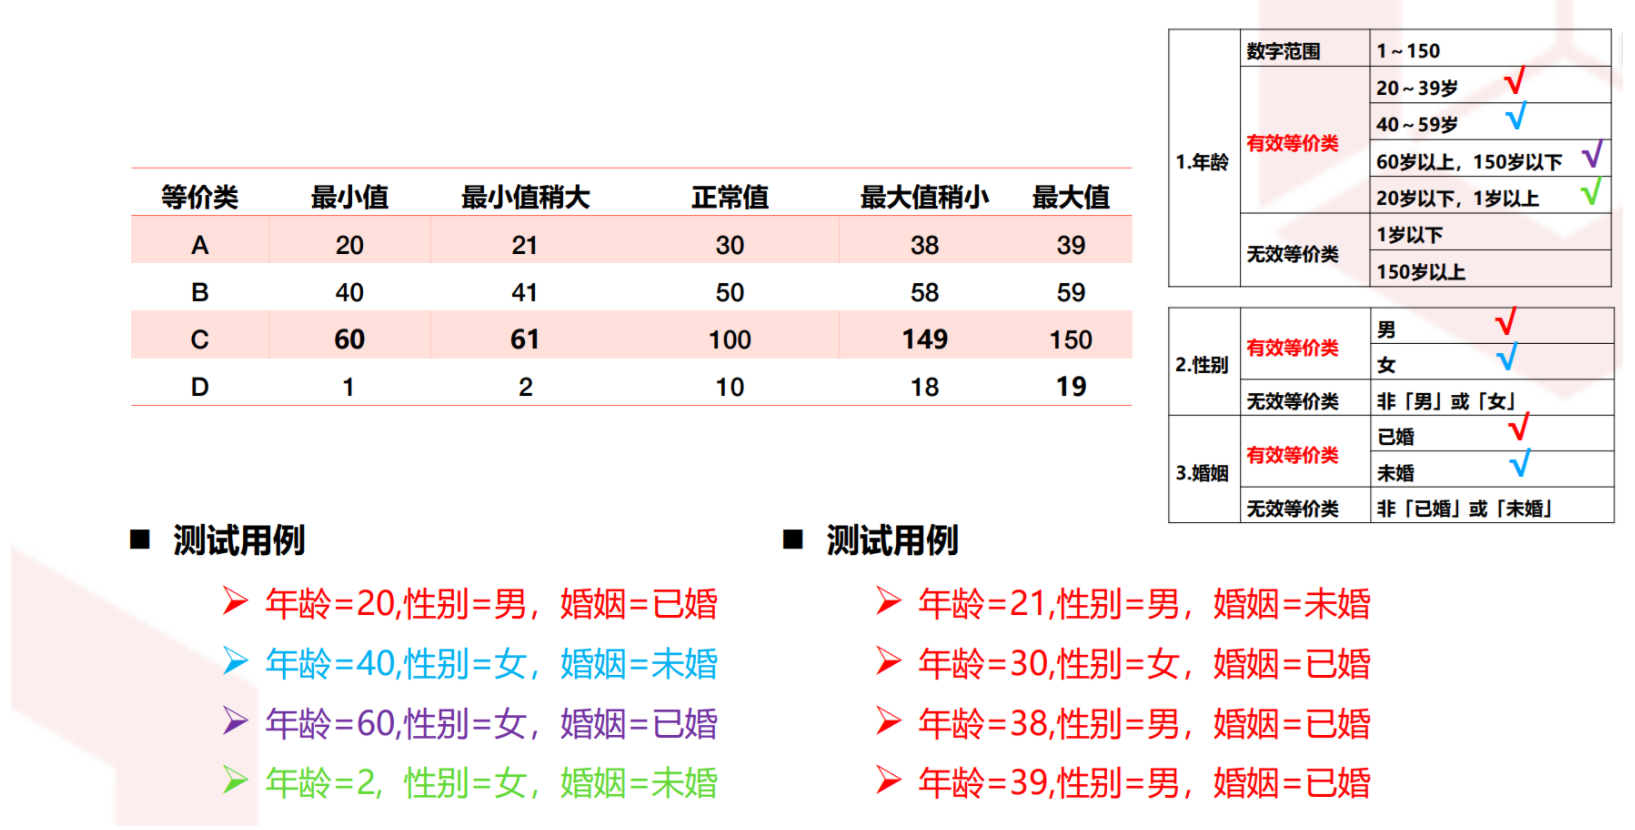 等价类 最小值 最小值稍大 正常值 最大值稍小 最大值
A 20 21 30 38 39
B 40 41 50 58 59
C 60 61 100 149 150
D 1 2 10 18 19
1.年龄
数字范围 1～150
有效等价类
20～39岁 √
40～59岁 √
60岁以上，150岁以下 √
20岁以下，1岁以上 √
无效等价类
1岁以下
150岁以上
2.性别
有效等价类
男 √
女 √
无效等价类 非「男」或「女」
3.婚姻
有效等价类
已婚 √
未婚 √
无效等价类 非「已婚」或「未婚」
■ 测试用例
➢ 年龄=20,性别=男，婚姻=已婚
➢ 年龄=40,性别=女，婚姻=未婚
➢ 年龄=60,性别=女，婚姻=已婚
➢ 年龄=2，性别=女，婚姻=未婚
■ 测试用例
➢ 年龄=21,性别=男，婚姻=未婚
➢ 年龄=30,性别=女，婚姻=已婚
➢ 年龄=38,性别=男，婚姻=已婚
➢ 年龄=39,性别=男，婚姻=已婚